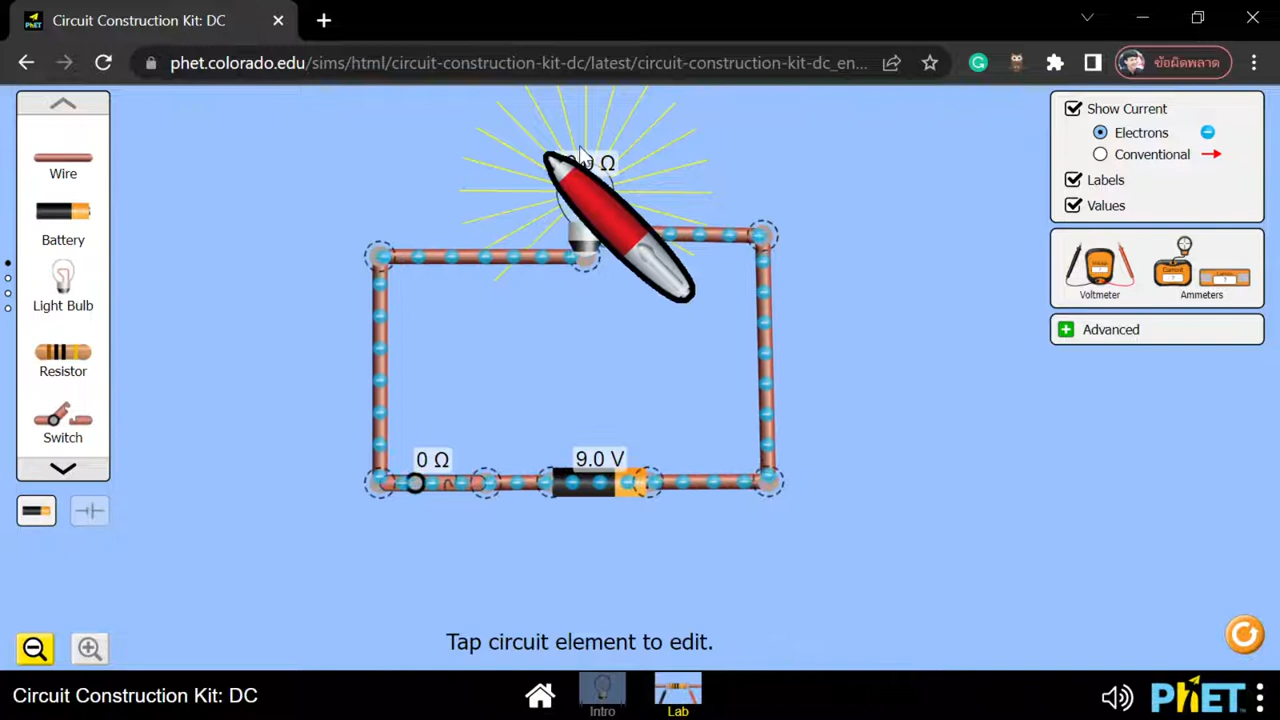 Circuit Construction Kit: DC
phet.colorado.edu/sims/html/circuit-construction-kit-dc/latest/circuit-construction-kit-dc_en...
ข้อผิดพลาด
Wire
Battery
Light Bulb
Resistor
Switch
Ω
0 Ω
9.0 V
Show Current
Electrons
Conventional
Labels
Values
Voltmeter
Ammeters
Advanced
Tap circuit element to edit.
Circuit Construction Kit: DC
Intro
Lab
PhET